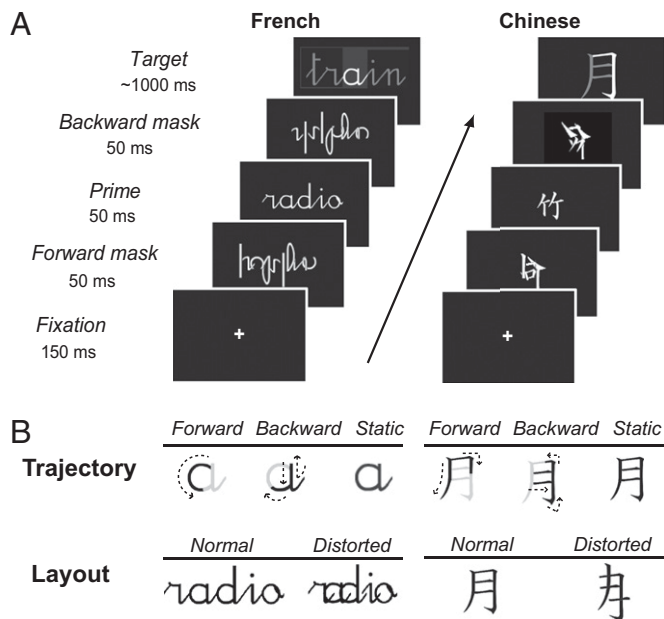 A
French
Chinese
Target
~1000 ms
train
月
Backward mask
50 ms
Prime
50 ms
radio
竹
Forward mask
50 ms
Fixation
150 ms
+
+
B
Forward Backward Static
Forward Backward Static
Trajectory
a a a
月 月 月
Normal Distorted
Normal Distorted
Layout
radio radio
月